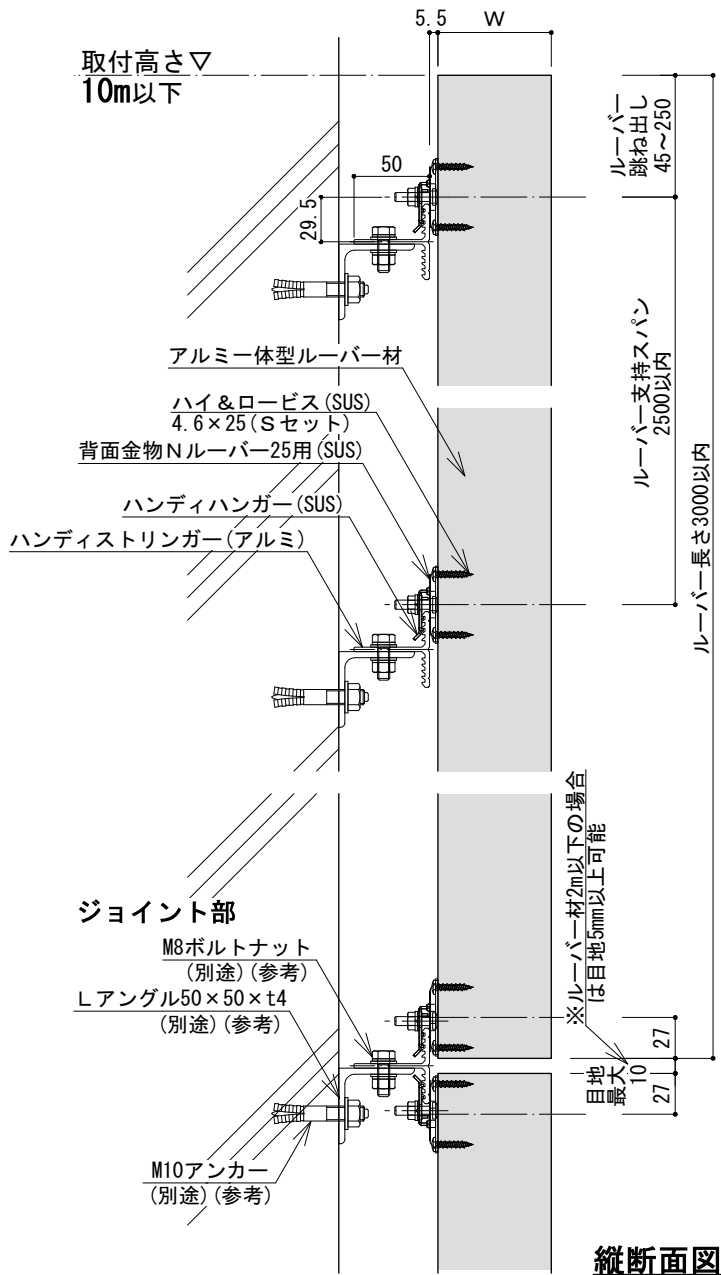 5.5
W
取付高さ▽
10m以下
ルーバー
跳ね出し
45～250
50
29.5
アルミ一体型ルーバー材
ハイ＆ロービス(SUS)
4.6×25(Sセット)
背面金物Nルーバー25用(SUS)
ハンディハンガー(SUS)
ハンディストリンガー(アルミ)
ルーバー支持スパン
2500以内
ルーバー長さ3000以内
ジョイント部
M8ボルトナット
(別途)(参考)
Lアングル50×50×t4
(別途)(参考)
※ルーバー材2m以下の場合
は目地5mm以上可能
27
目地
最大
10
27
M10アンカー
(別途)(参考)
縦断面図